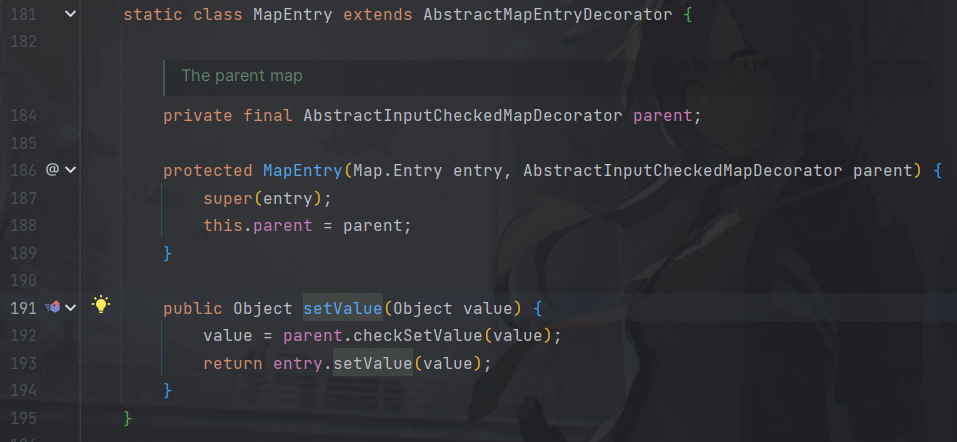 181 static class MapEntry extends AbstractMapEntryDecorator {
182
The parent map
184 private final AbstractInputCheckedMapDecorator parent;
185
186 @ protected MapEntry(Map.Entry entry, AbstractInputCheckedMapDecorator parent) {
187 super(entry);
188 this.parent = parent;
189 }
190
191 public Object setValue(Object value) {
192 value = parent.checkSetValue(value);
193 return entry.setValue(value);
194 }
195 }